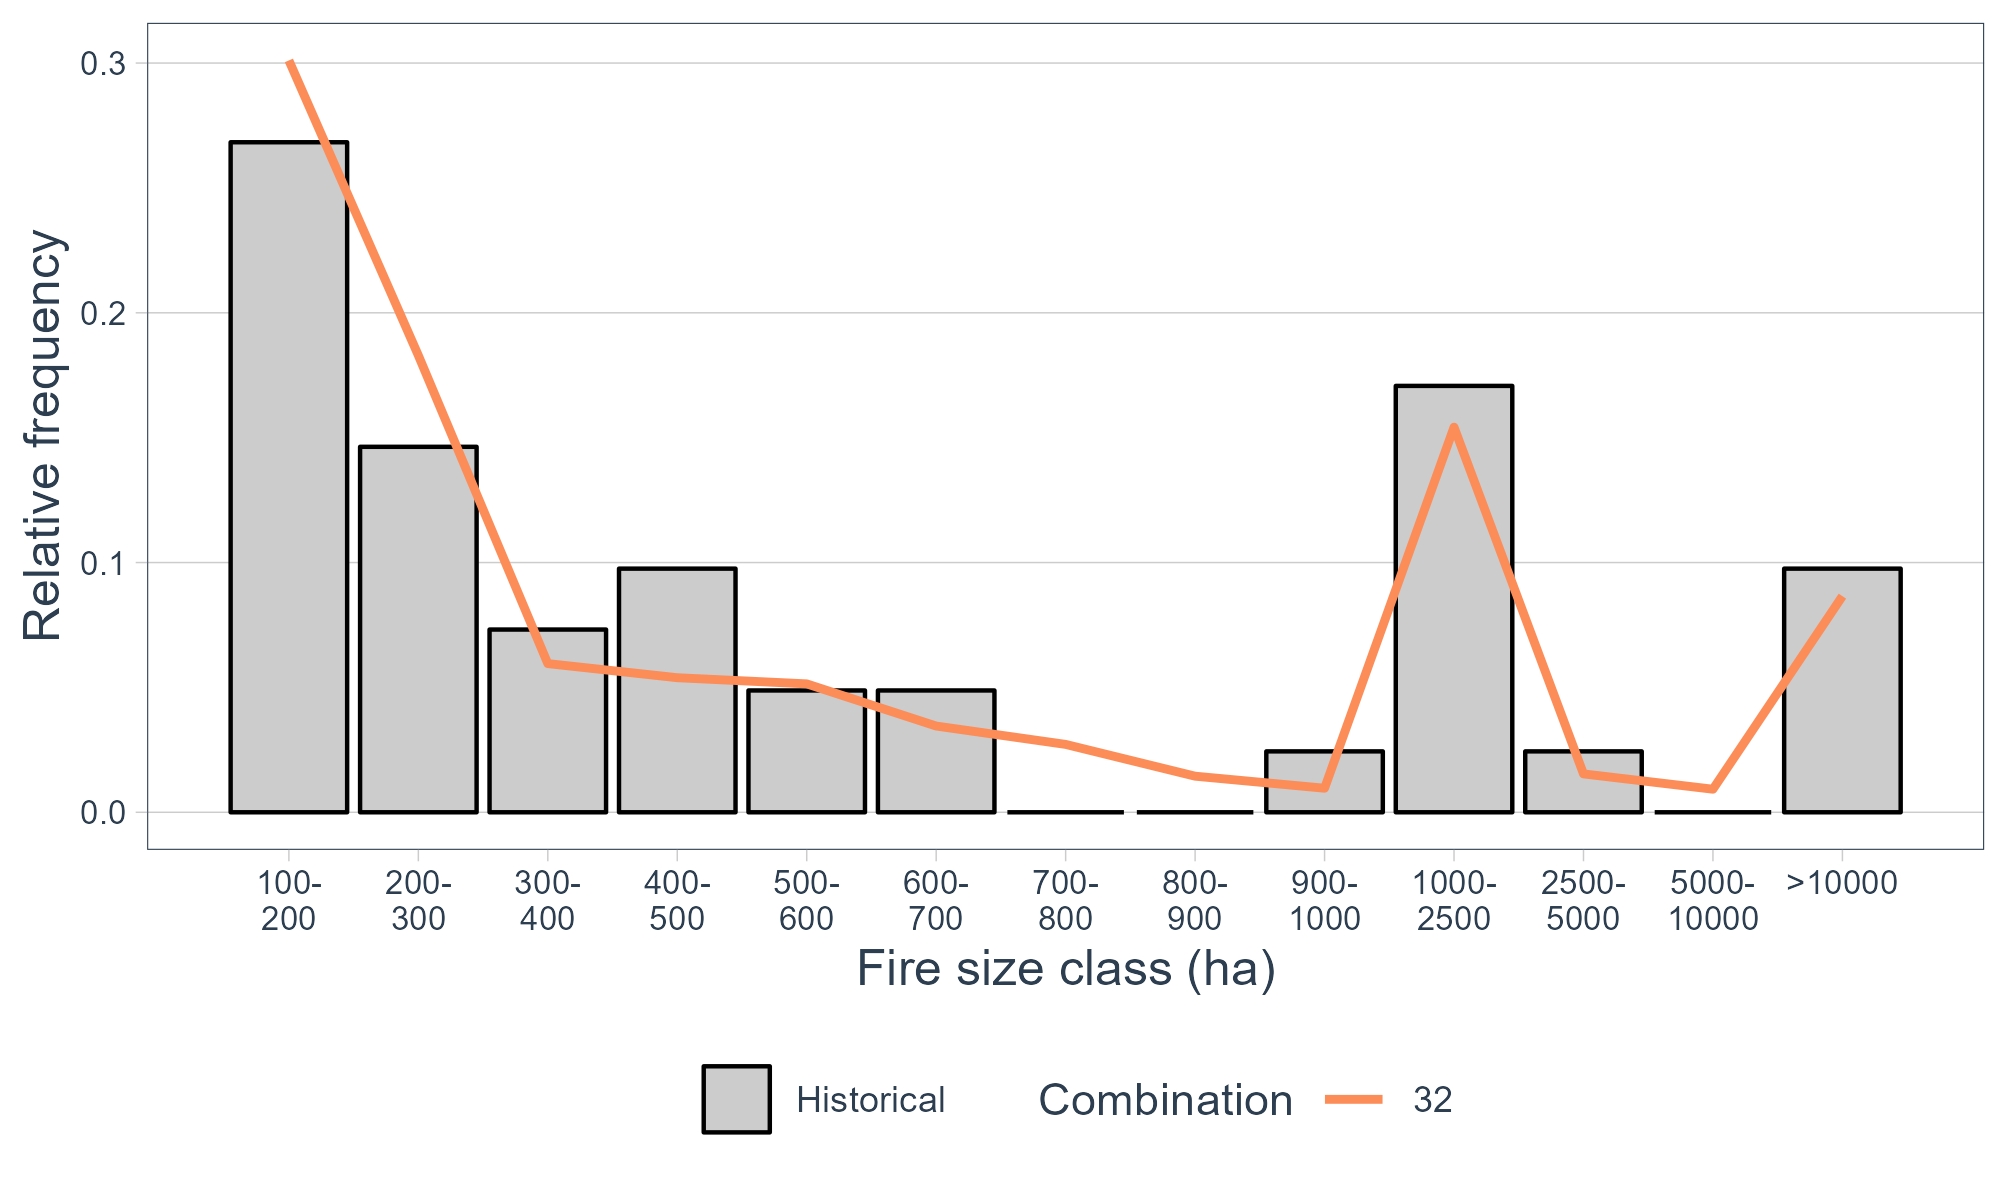 Relative frequency
0.3
0.2
0.1
0.0
100- 200- 300- 400- 500- 600- 700- 800- 900- 1000- 2500- 5000- >10000
200 300 400 500 600 700 800 900 1000 2500 5000 10000
Fire size class (ha)
Historical Combination 32